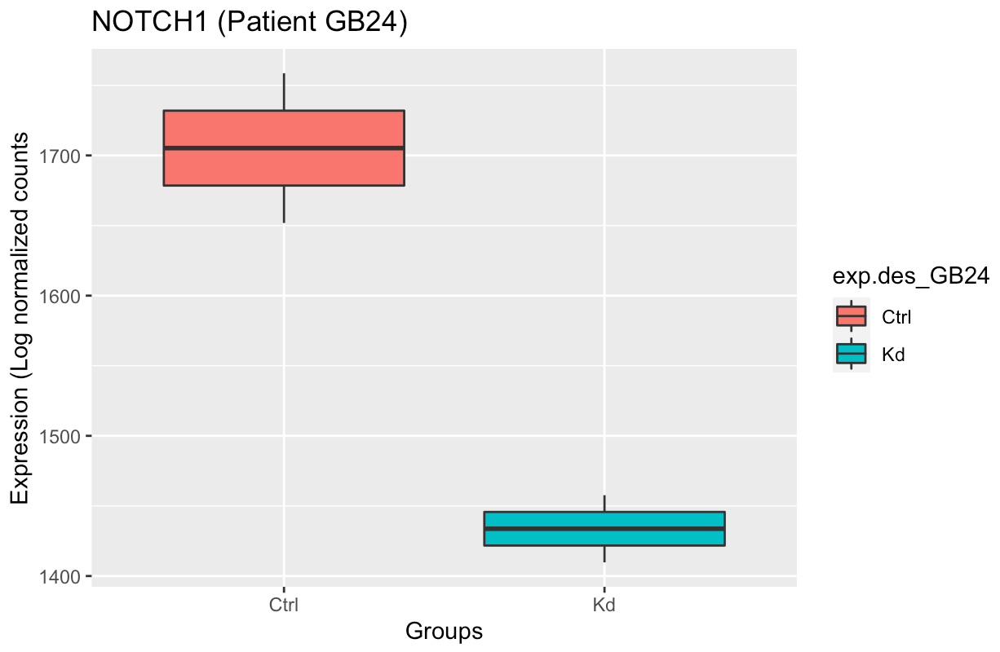 NOTCH1 (Patient GB24)
Expression (Log normalized counts
1700
1600
1500
1400
Ctrl
Kd
Groups
exp.des_GB24
Ctrl
Kd